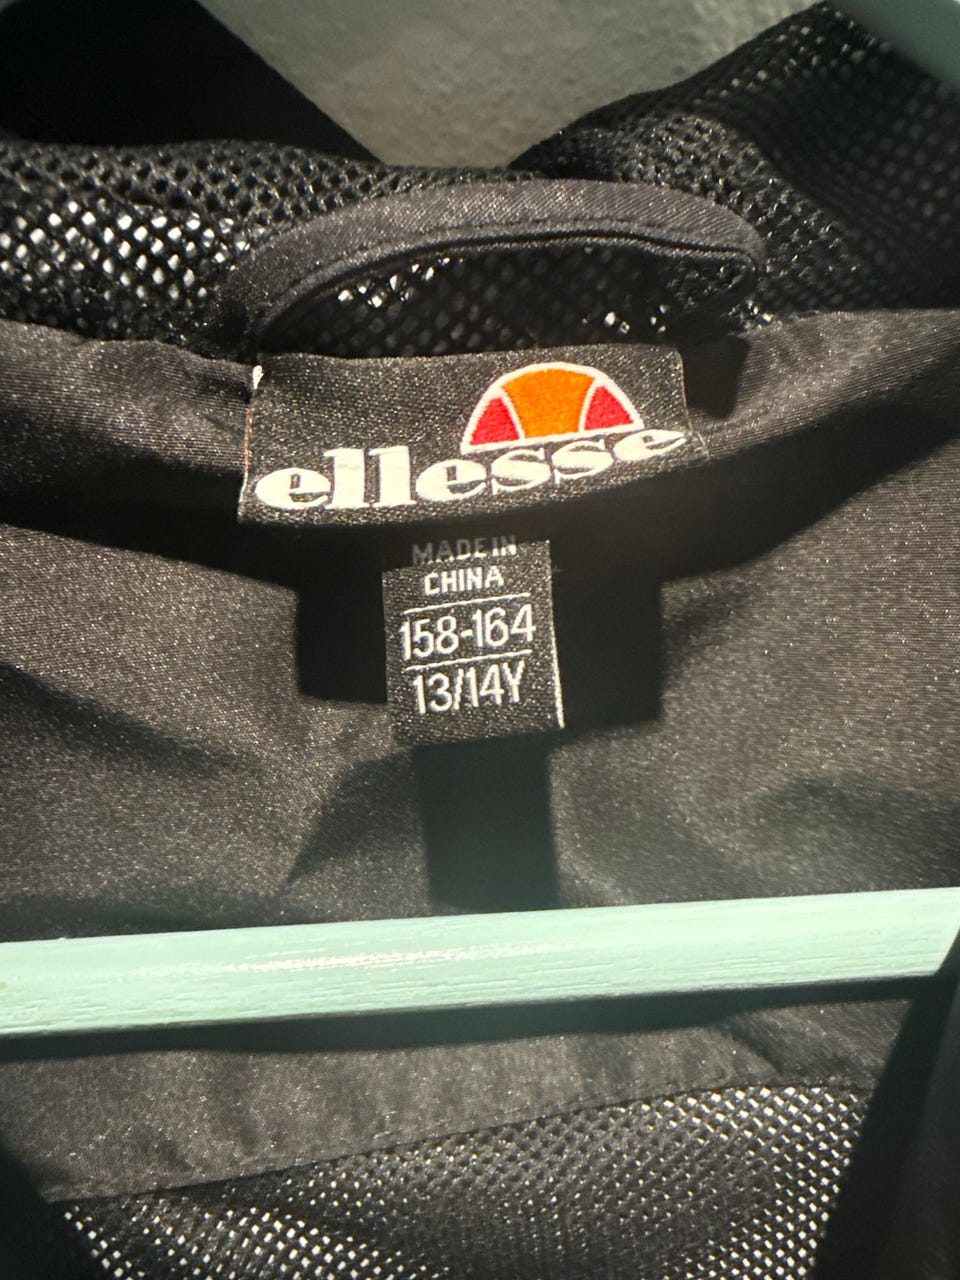 ellesse
MADE IN
CHINA
158-164
13/14Y